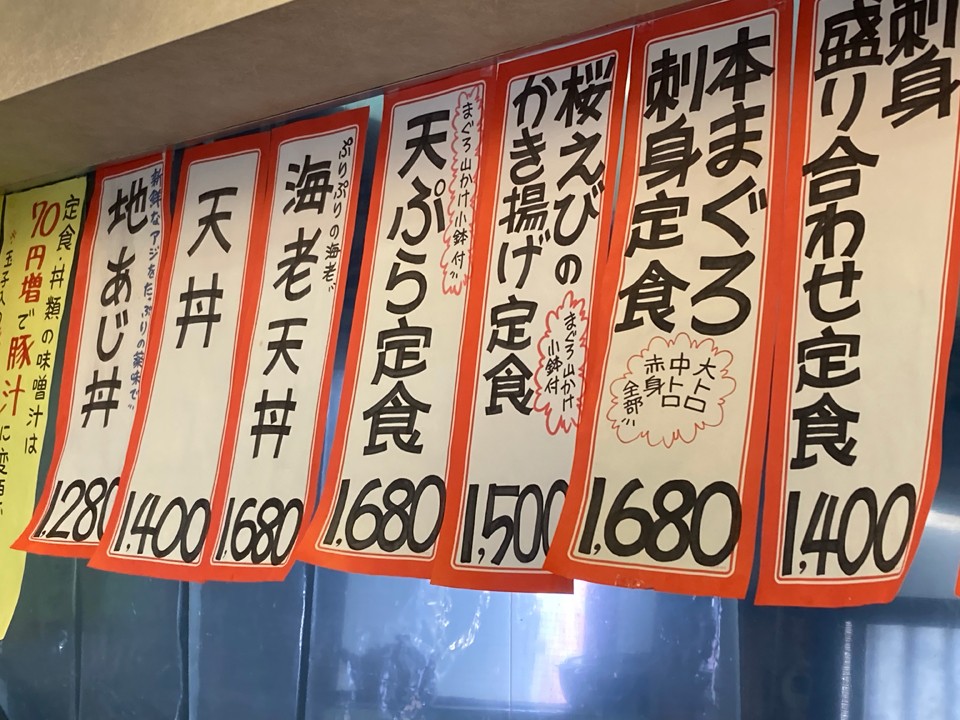 刺身
盛り合わせ定食
1,400
本まぐろ
刺身定食
大トロ
中トロ
赤身
全部!!
1,680
桜えびの
かき揚げ定食
まぐろ山かけ
小鉢付
1,500
まぐろ山かけ小鉢付!!
天ぷら定食
1,680
ぷりぷりの海老!!
海老天丼
1,680
天丼
1,400
新鮮なアジをたっぷりの薬味で!!
地あじ丼
1,280
定食・丼類の味噌汁は
70円増で豚汁に変更